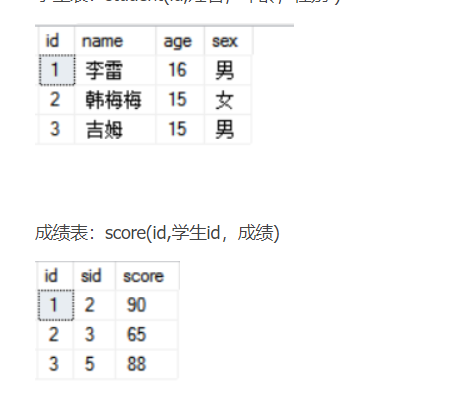 id name age sex
1 李雷 16 男
2 韩梅梅 15 女
3 吉姆 15 男
成绩表：score(id,学生id，成绩)
id sid score
1 2 90
2 3 65
3 5 88